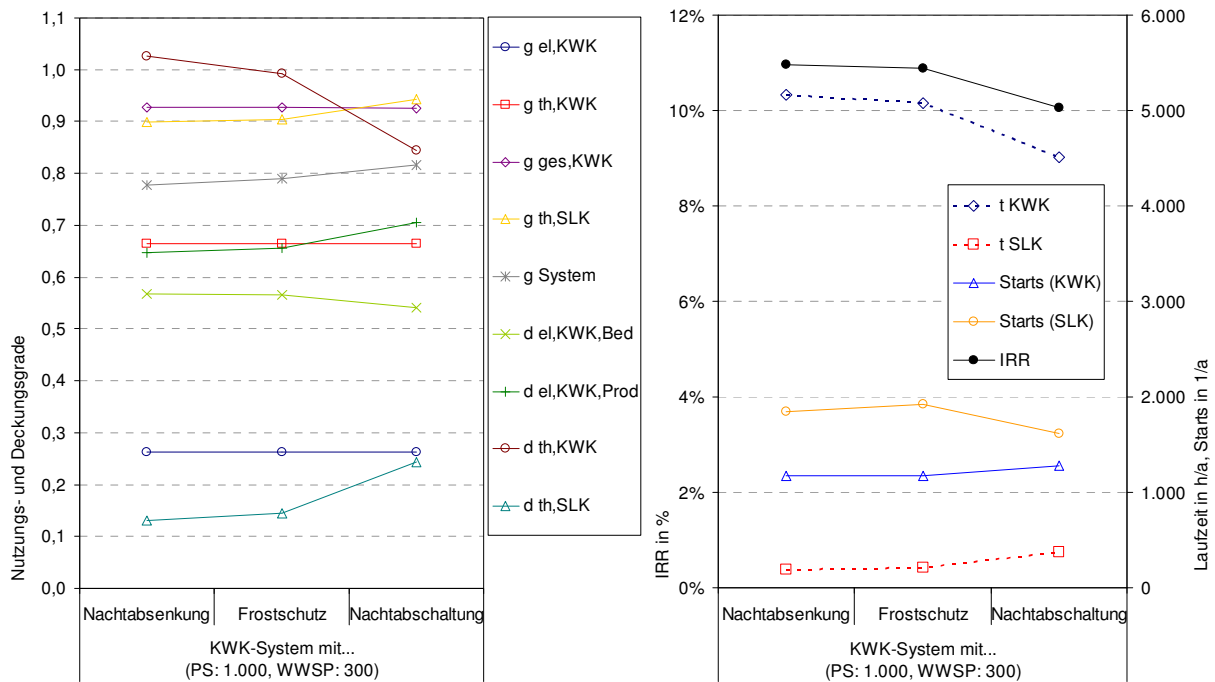 1,1
1,0
0,9
0,8
0,7
0,6
0,5
0,4
0,3
0,2
0,1
0,0
Nutzungs- und Deckungsgrade
Nachtabsenkung
Frostschutz
Nachtabschaltung
KWK-System mit...
(PS: 1.000, WWSP: 300)
g el,KWK
g th,KWK
g ges,KWK
g th,SLK
g System
d el,KWK,Bed
d el,KWK,Prod
d th,KWK
d th,SLK
12%
10%
8%
6%
4%
2%
0%
IRR in %
t KWK
t SLK
Starts (KWK)
Starts (SLK)
IRR
6.000
5.000
4.000
3.000
2.000
1.000
0
Laufzeit in h/a, Starts in 1/a
Nachtabsenkung
Frostschutz
Nachtabschaltung
KWK-System mit...
(PS: 1.000, WWSP: 300)